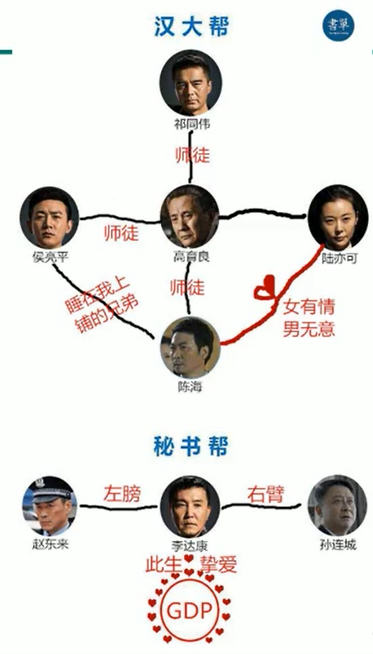 汉大帮
書單
祁同伟
师徒
师徒
侯亮平
高育良
陆亦可
睡在我上
铺的兄弟
师徒
女有情
男无意
陈海
秘书帮
左膀
右臂
赵东来
李达康
孙连城
此生 挚爱
GDP